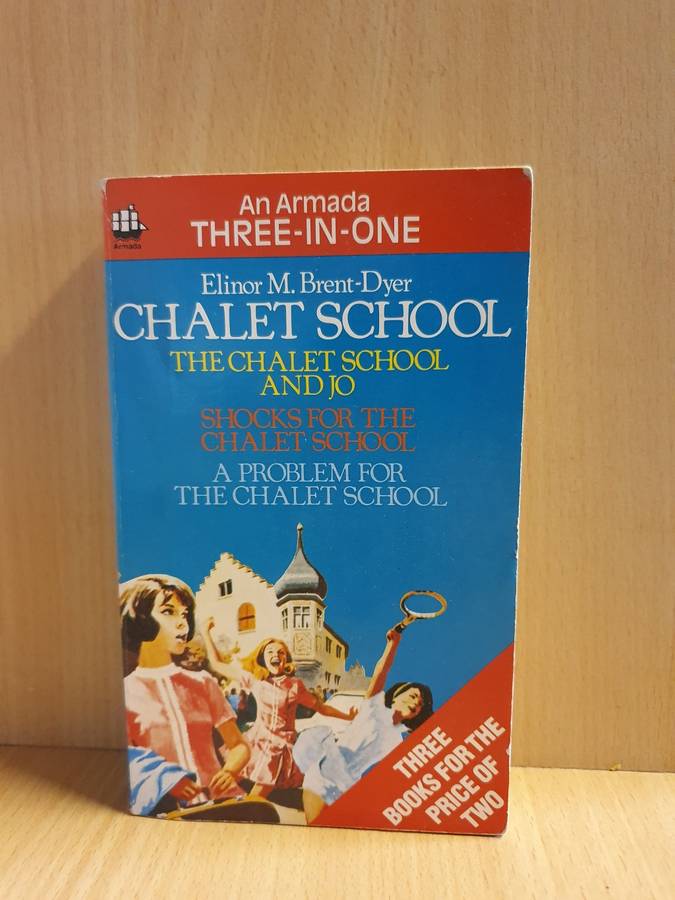 An Armada
THREE-IN-ONE
Armada
Elinor M. Brent-Dyer
CHALET SCHOOL
THE CHALET SCHOOL
AND JO
SHOCKS FOR THE
CHALET SCHOOL
A PROBLEM FOR
THE CHALET SCHOOL
THREE
BOOKS FOR THE
PRICE OF
TWO